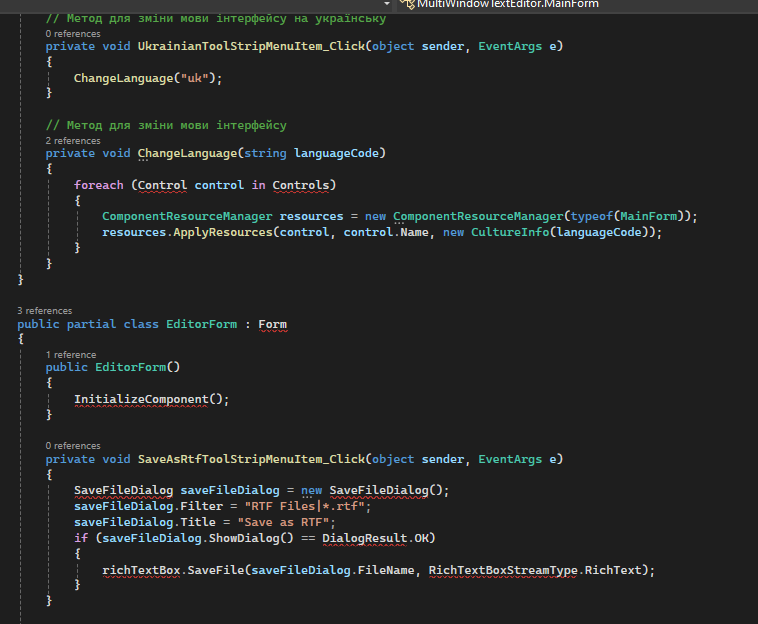 MultiWindowTextEditor.MainForm
// Метод для зміни мови інтерфейсу на українську
0 references
private void UkrainianToolStripMenuItem_Click(object sender, EventArgs e)
{
ChangeLanguage("uk");
}
// Метод для зміни мови інтерфейсу
2 references
private void ChangeLanguage(string languageCode)
{
foreach (Control control in Controls)
{
ComponentResourceManager resources = new ComponentResourceManager(typeof(MainForm));
resources.ApplyResources(control, control.Name, new CultureInfo(languageCode));
}
}
}
3 references
public partial class EditorForm : Form
{
1 reference
public EditorForm()
{
InitializeComponent();
}
0 references
private void SaveAsRtfToolStripMenuItem_Click(object sender, EventArgs e)
{
SaveFileDialog saveFileDialog = new SaveFileDialog();
saveFileDialog.Filter = "RTF Files|*.rtf";
saveFileDialog.Title = "Save as RTF";
if (saveFileDialog.ShowDialog() == DialogResult.OK)
{
richTextBox.SaveFile(saveFileDialog.FileName, RichTextBoxStreamType.RichText);
}
}